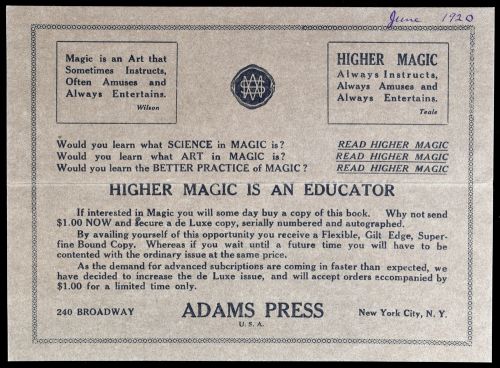 June 1920
Magic is an Art that
Sometimes Instructs,
Often Amuses and
Always Entertains.
Wilson
HIGHER MAGIC
Always Instructs,
Always Amuses and
Always Entertains.
Teale
Would you learn what SCIENCE in MAGIC is? READ HIGHER MAGIC
Would you learn what ART in MAGIC is? READ HIGHER MAGIC
Would you learn the BETTER PRACTICE of MAGIC? READ HIGHER MAGIC
HIGHER MAGIC IS AN EDUCATOR
If interested in Magic you will some day buy a copy of this book. Why not send
$1.00 NOW and secure a de Luxe copy, serially numbered and autographed.
By availing yourself of this opportunity you receive a Flexible, Gilt Edge, Super-
fine Bound Copy. Whereas if you wait until a future time you will have to be
contented with the ordinary issue at the same price.
As the demand for advanced subcriptions are coming in faster than expected, we
have decided to increase the de Luxe issue, and will accept orders accompanied by
$1.00 for a limited time only.
240 BROADWAY ADAMS PRESS New York City, N. Y.
U. S. A.